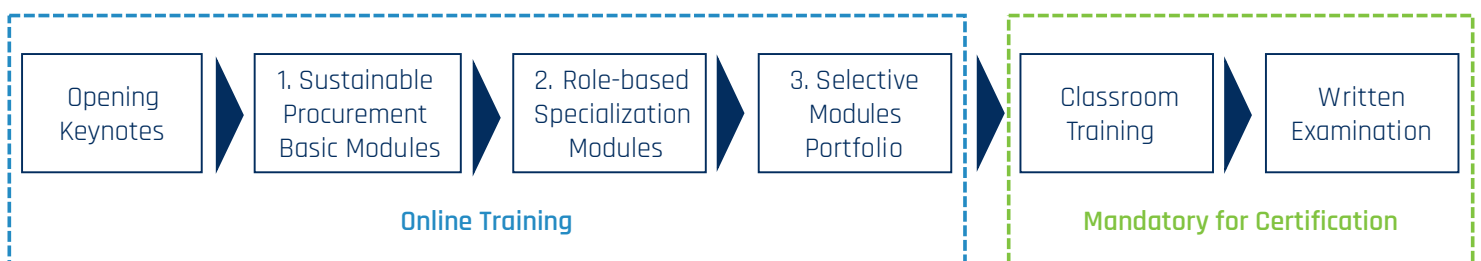 Opening
Keynotes
1. Sustainable
Procurement
Basic Modules
2. Role-based
Specialization
Modules
3. Selective
Modules
Portfolio
Classroom
Training
Written
Examination
Online Training
Mandatory for Certification